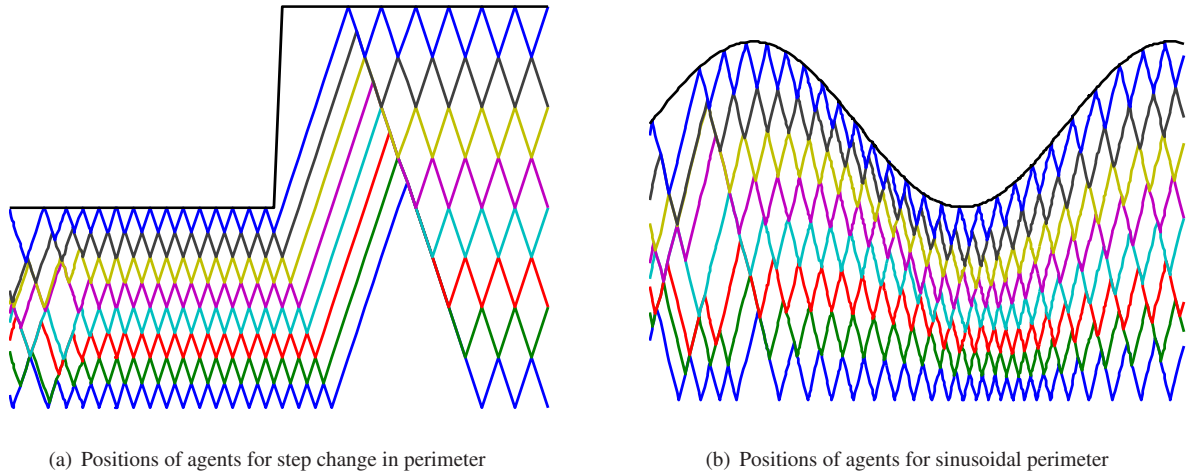 (a) Positions of agents for step change in perimeter
(b) Positions of agents for sinusoidal perimeter